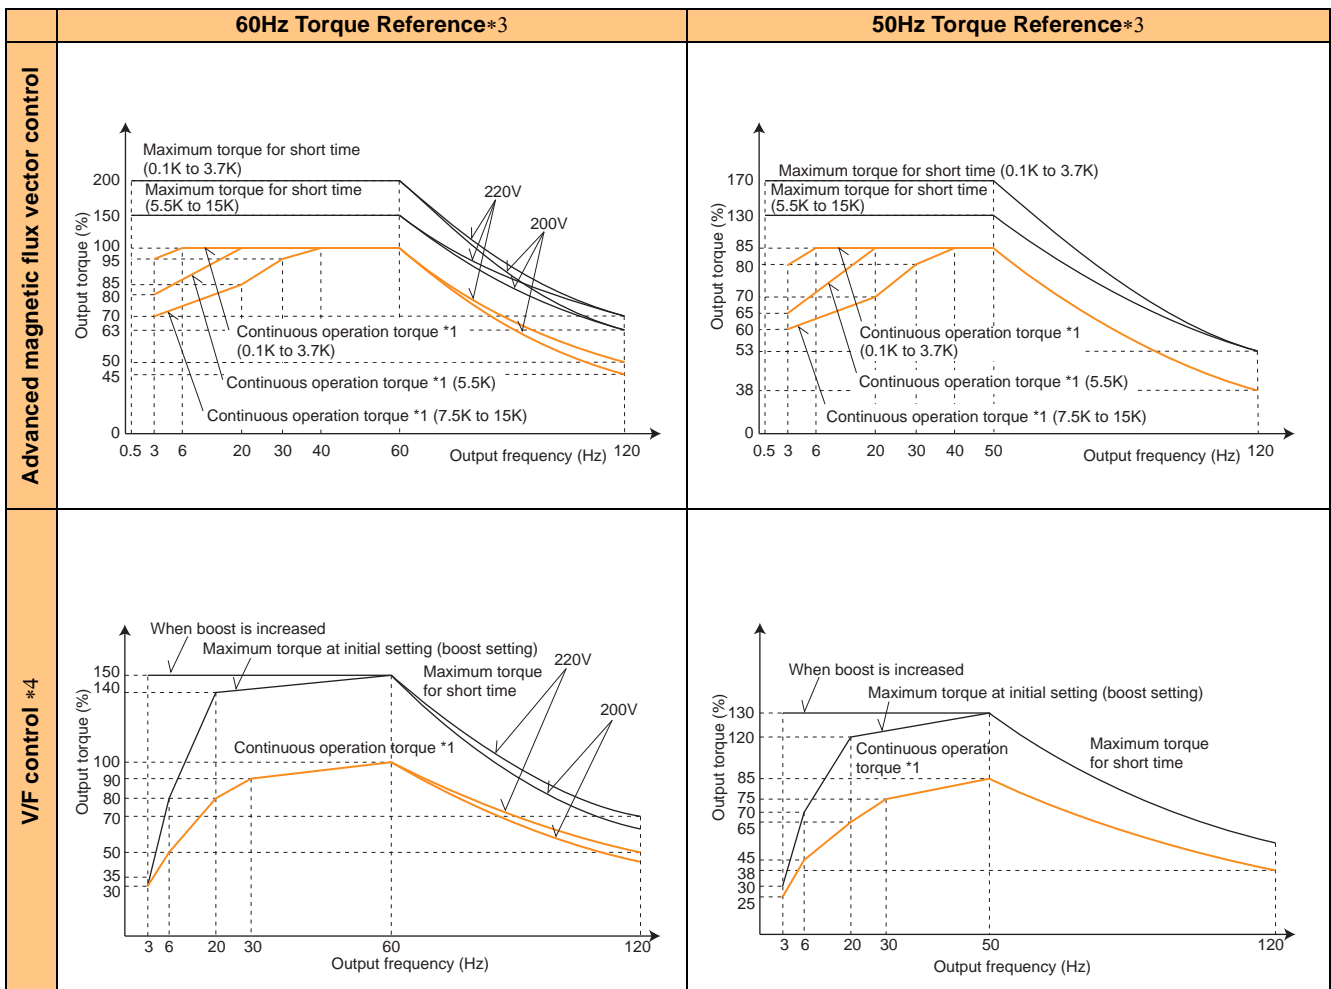 60Hz Torque Reference*3
50Hz Torque Reference*3
Advanced magnetic flux vector control
Output torque (%)
Maximum torque for short time
(0.1K to 3.7K)
Maximum torque for short time
(5.5K to 15K)
220V
200V
200
150
100
95
85
80
70
63
50
45
0
Continuous operation torque *1
(0.1K to 3.7K)
Continuous operation torque *1 (5.5K)
Continuous operation torque *1 (7.5K to 15K)
0.5 3 6 20 30 40 60 120
Output frequency (Hz)
Output torque (%)
Maximum torque for short time (0.1K to 3.7K)
Maximum torque for short time
(5.5K to 15K)
170
130
85
80
70
65
60
53
38
0
Continuous operation torque *1
(0.1K to 3.7K)
Continuous operation torque *1 (5.5K)
Continuous operation torque *1 (7.5K to 15K)
0.5 3 6 20 30 40 50 120
Output frequency (Hz)
V/F control *4
Output torque (%)
When boost is increased
Maximum torque at initial setting (boost setting)
Maximum torque
for short time
220V
200V
Continuous operation torque *1
150
140
100
90
80
70
50
35
30
3 6 20 30 60 120
Output frequency (Hz)
Output torque (%)
When boost is increased
Maximum torque at initial setting (boost setting)
Continuous operation
torque *1
Maximum torque
for short time
130
120
85
75
70
65
45
38
30
25
3 6 20 30 50 120
Output frequency (Hz)